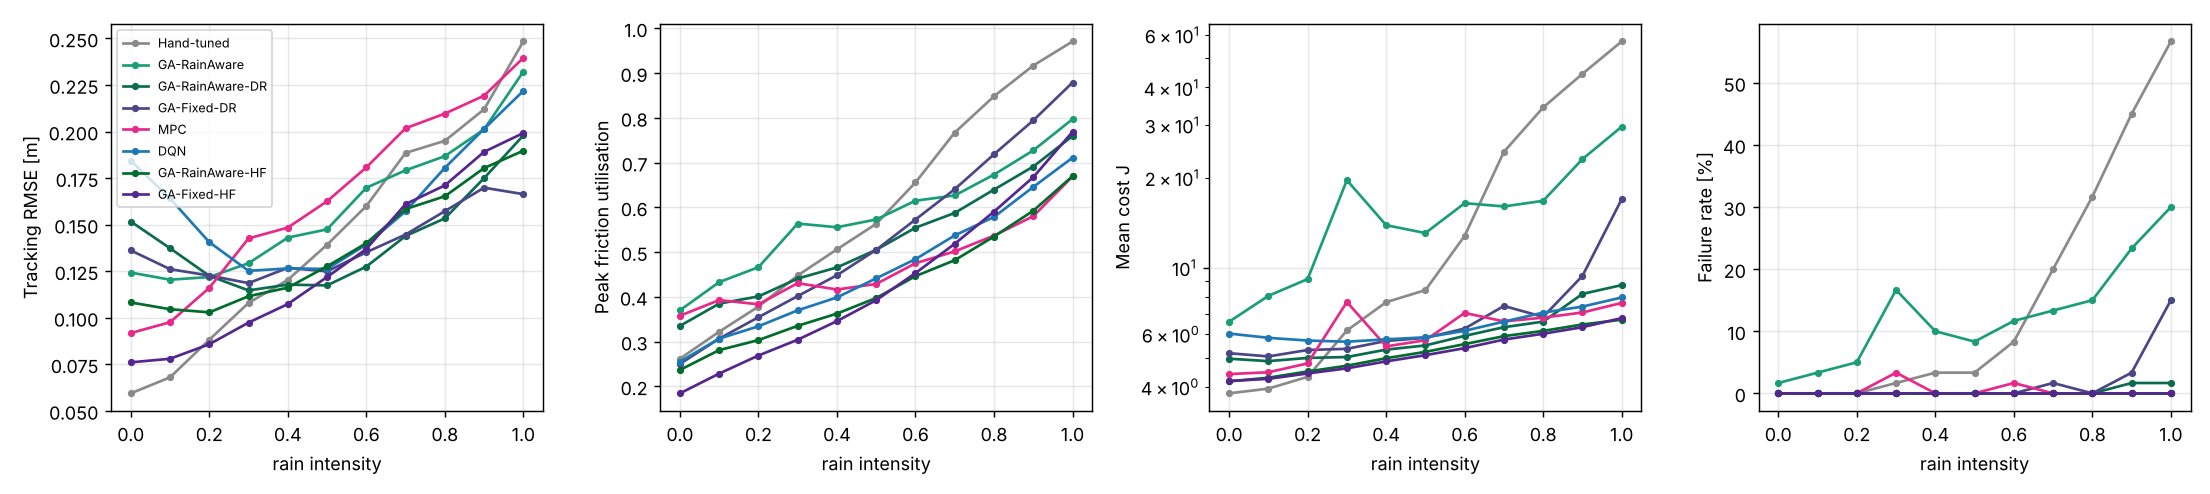 Tracking RMSE [m]
0.250
0.225
0.200
0.175
0.150
0.125
0.100
0.075
0.050
Hand-tuned
GA-RainAware
GA-RainAware-DR
GA-Fixed-DR
MPC
DQN
GA-RainAware-HF
GA-Fixed-HF
0.0 0.2 0.4 0.6 0.8 1.0
rain intensity
Peak friction utilisation
1.0
0.9
0.8
0.7
0.6
0.5
0.4
0.3
0.2
0.0 0.2 0.4 0.6 0.8 1.0
rain intensity
Mean cost J
6 × 10¹
4 × 10¹
3 × 10¹
2 × 10¹
10¹
6 × 10⁰
4 × 10⁰
0.0 0.2 0.4 0.6 0.8 1.0
rain intensity
Failure rate [%]
50
40
30
20
10
0
0.0 0.2 0.4 0.6 0.8 1.0
rain intensity